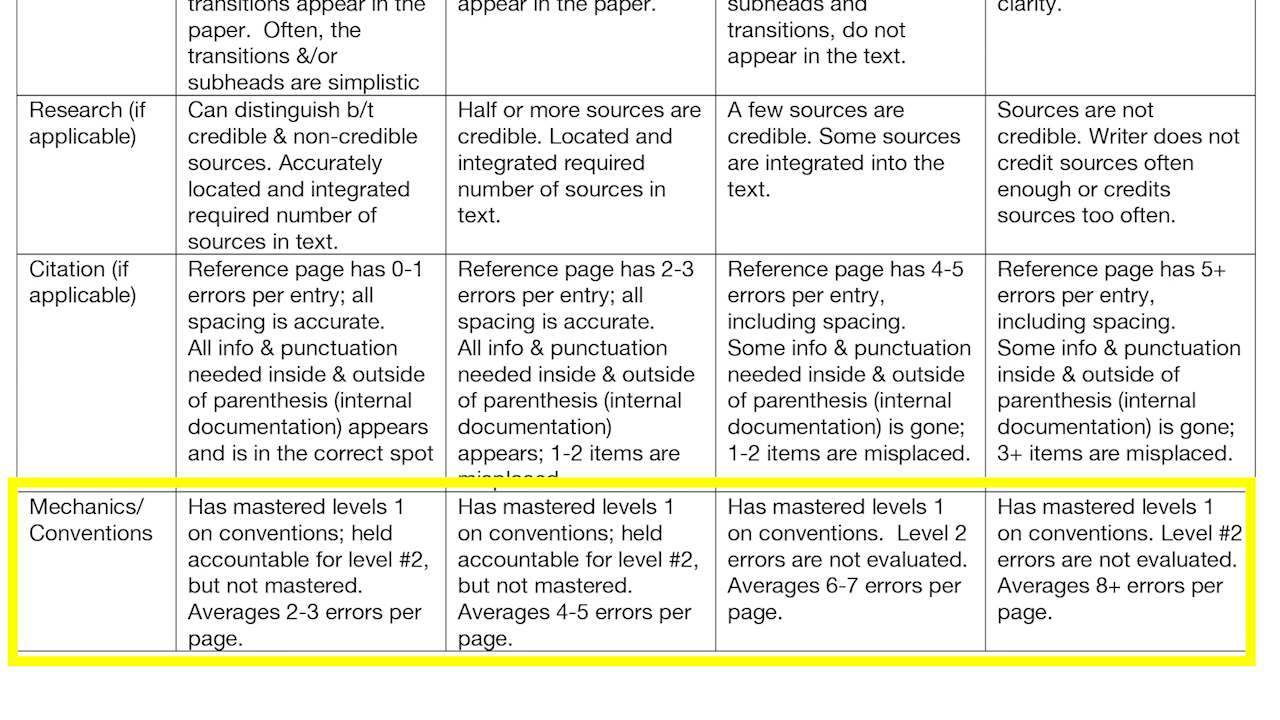 transitions appear in the
paper.  Often, the
transitions &/or
subheads are simplistic
appear in the paper.
subheads and
transitions, do not
appear in the text.
clarity.
Research (if
applicable)
Can distinguish b/t
credible & non-credible
sources. Accurately
located and integrated
required number of
sources in text.
Half or more sources are
credible. Located and
integrated required
number of sources in
text.
A few sources are
credible. Some sources
are integrated into the
text.
Sources are not
credible. Writer does not
credit sources often
enough or credits
sources too often.
Citation (if
applicable)
Reference page has 0-1
errors per entry; all
spacing is accurate.
All info & punctuation
needed inside & outside
of parenthesis (internal
documentation) appears
and is in the correct spot
Reference page has 2-3
errors per entry; all
spacing is accurate.
All info & punctuation
needed inside & outside
of parenthesis (internal
documentation)
appears; 1-2 items are
Reference page has 4-5
errors per entry,
including spacing.
Some info & punctuation
needed inside & outside
of parenthesis (internal
documentation) is gone;
1-2 items are misplaced.
Reference page has 5+
errors per entry,
including spacing.
Some info & punctuation
inside & outside of
parenthesis (internal
documentation) is gone;
3+ items are misplaced.
Mechanics/
Conventions
Has mastered levels 1
on conventions; held
accountable for level #2,
but not mastered.
Averages 2-3 errors per
page.
Has mastered levels 1
on conventions; held
accountable for level #2,
but not mastered.
Averages 4-5 errors per
page.
Has mastered levels 1
on conventions.  Level 2
errors are not evaluated.
Averages 6-7 errors per
page.
Has mastered levels 1
on conventions. Level #2
errors are not evaluated.
Averages 8+ errors per
page.